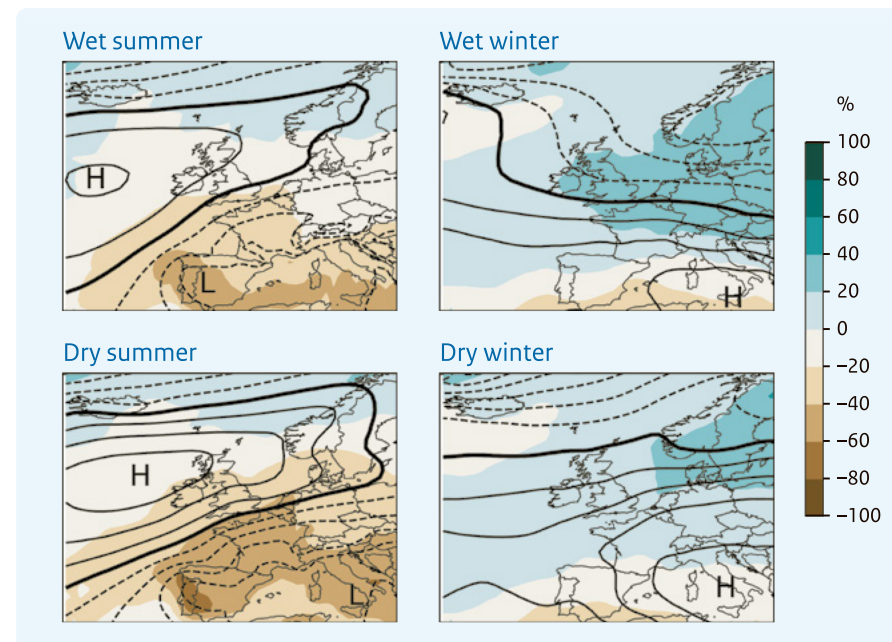 Wet summer
Wet winter
H
L
H
%
100
80
60
40
20
0
−20
−40
−60
−80
−100
Dry summer
Dry winter
H
L
H